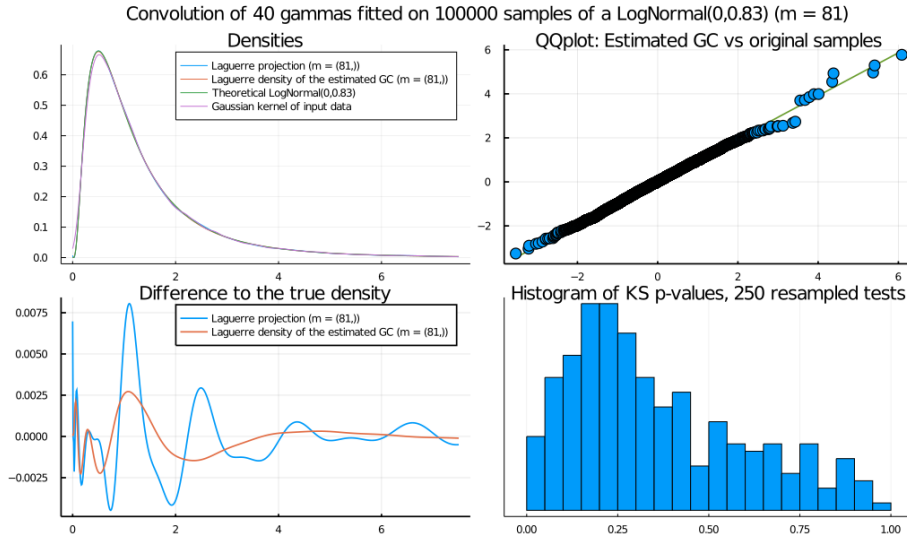 Convolution of 40 gammas fitted on 100000 samples of a LogNormal(0,0.83) (m = 81)
Densities
Laguerre projection (m = (81,))
Laguerre density of the estimated GC (m = (81,))
Theoretical LogNormal(0,0.83)
Gaussian kernel of input data
0.6
0.5
0.4
0.3
0.2
0.1
0.0
0 2 4 6
QQplot: Estimated GC vs original samples
6
4
2
0
−2
−2 0 2 4 6
Difference to the true density
Laguerre projection (m = (81,))
Laguerre density of the estimated GC (m = (81,))
0.0075
0.0050
0.0025
0.0000
−0.0025
0 2 4 6
Histogram of KS p-values, 250 resampled tests
0.00 0.25 0.50 0.75 1.00